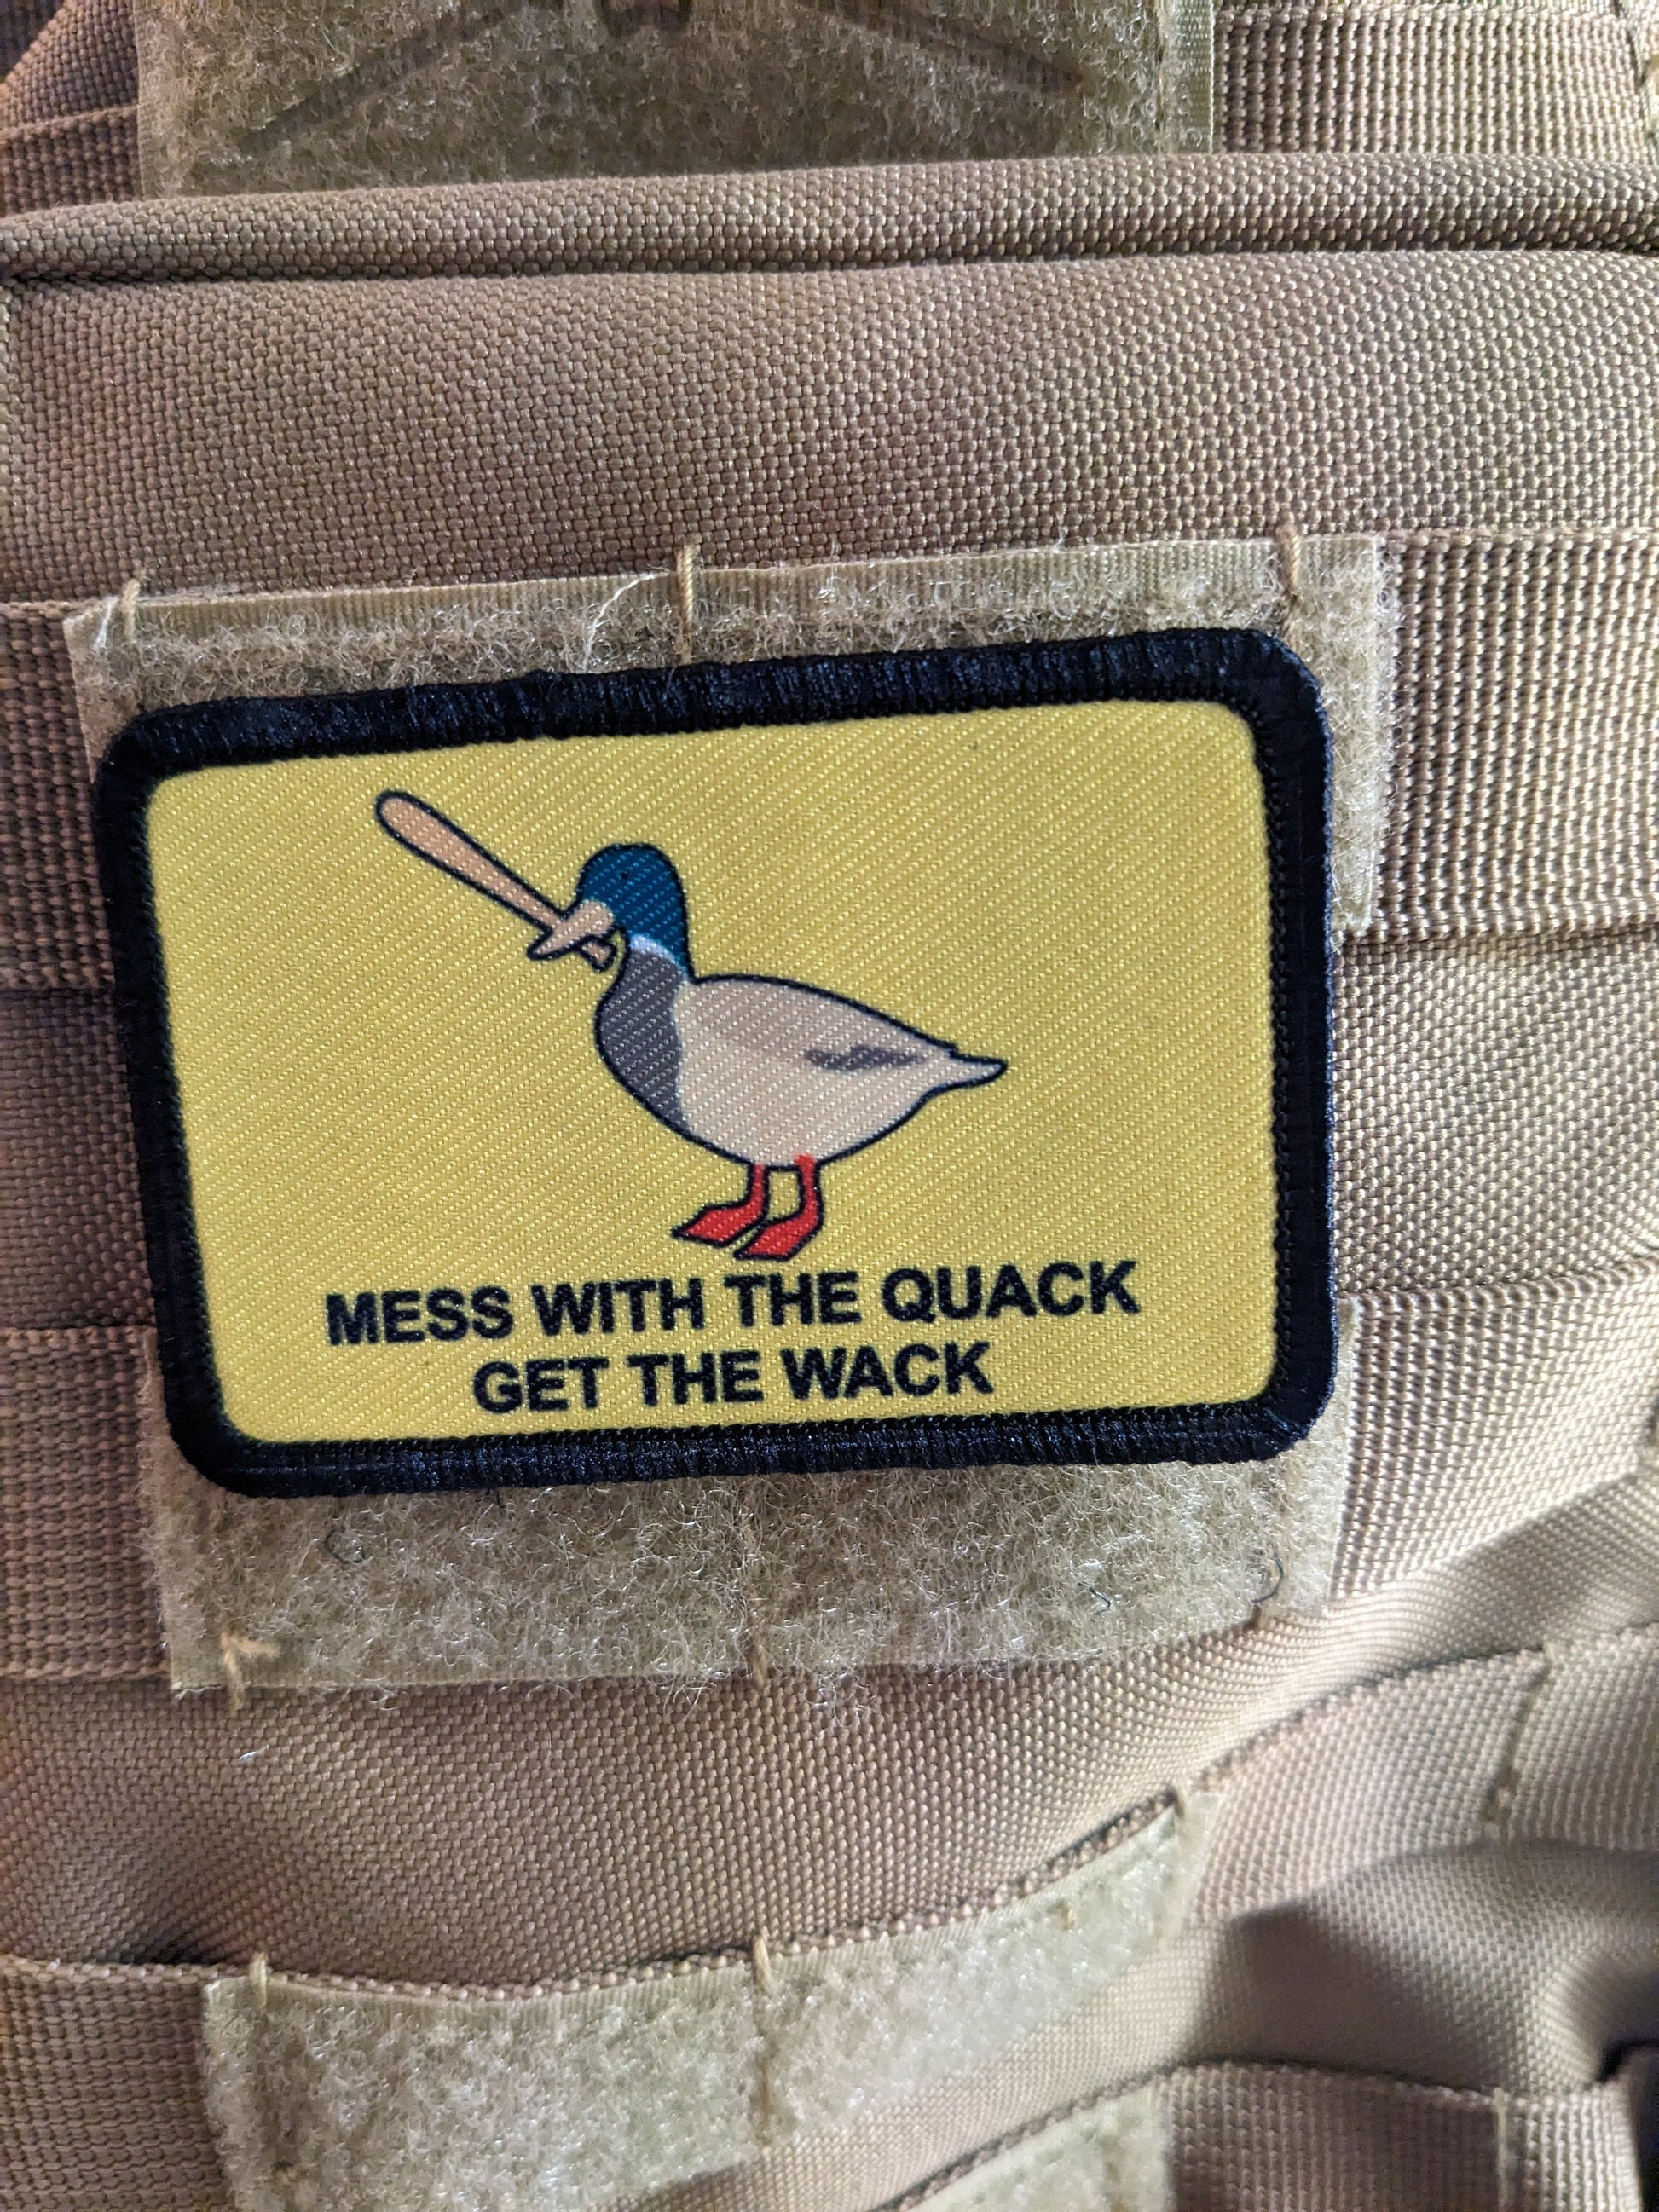 MESS WITH THE QUACK
GET THE WACK